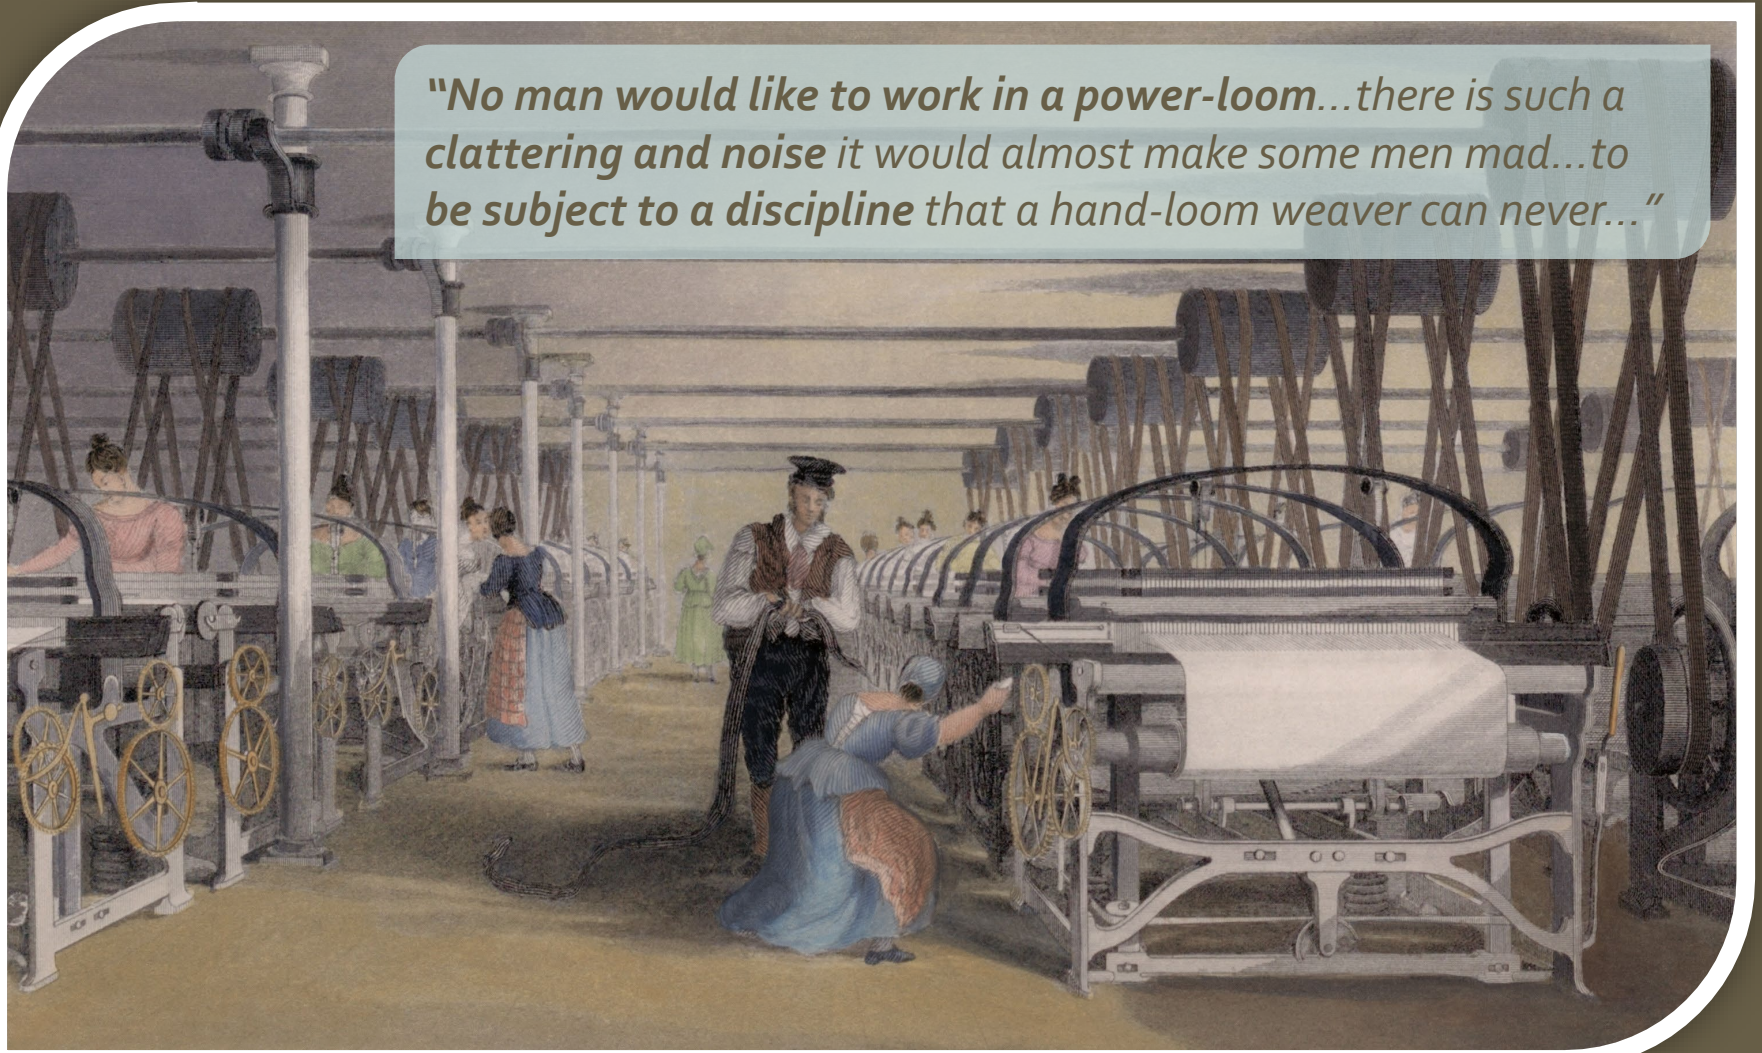 “No man would like to work in a power-loom…there is such a
clattering and noise it would almost make some men mad…to
be subject to a discipline that a hand-loom weaver can never…”